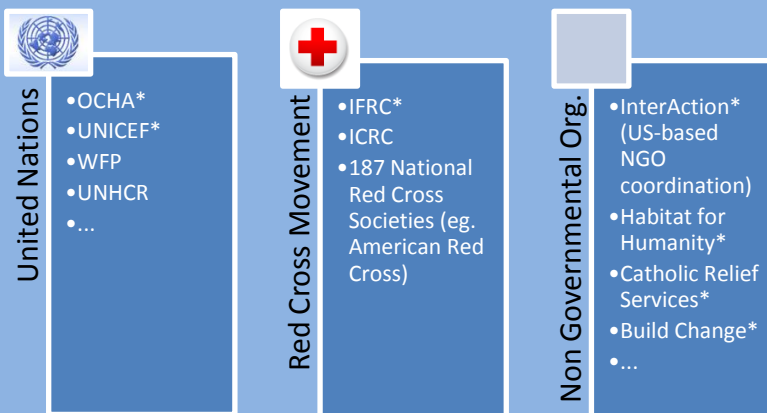 United Nations
•OCHA*
•UNICEF*
•WFP
•UNHCR
•...
Red Cross Movement
•IFRC*
•ICRC
•187 National
Red Cross
Societies (eg.
American Red
Cross)
Non Governmental Org.
•InterAction*
(US-based
NGO
coordination)
•Habitat for
Humanity*
•Catholic Relief
Services*
•Build Change*
•...